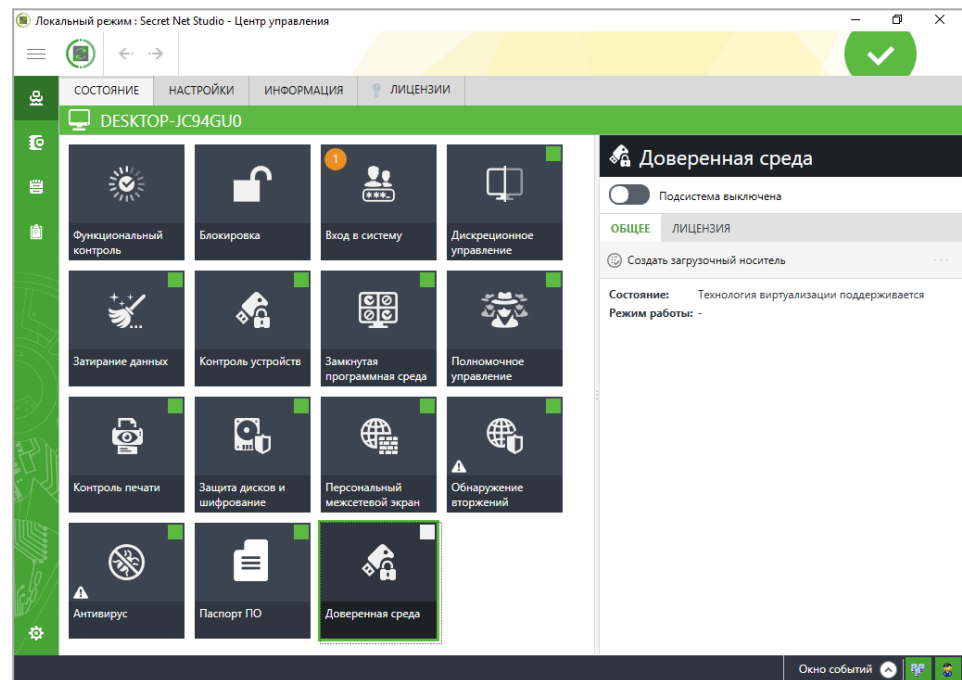 Локальный режим : Secret Net Studio - Центр управления
СОСТОЯНИЕ НАСТРОЙКИ ИНФОРМАЦИЯ ЛИЦЕНЗИИ
DESKTOP-JC94GU0
Функциональный
контроль
Блокировка
1
***_
Вход в систему
Дискреционное
управление
Затирание данных
Контроль устройств
Замкнутая
программная среда
Полномочное
управление
Контроль печати
Защита дисков и
шифрование
Персональный
межсетевой экран
Обнаружение
вторжений
Антивирус
Паспорт ПО
Доверенная среда
Доверенная среда
Подсистема выключена
ОБЩЕЕ ЛИЦЕНЗИЯ
Создать загрузочный носитель
Состояние: Технология виртуализации поддерживается
Режим работы: -
Окно событий